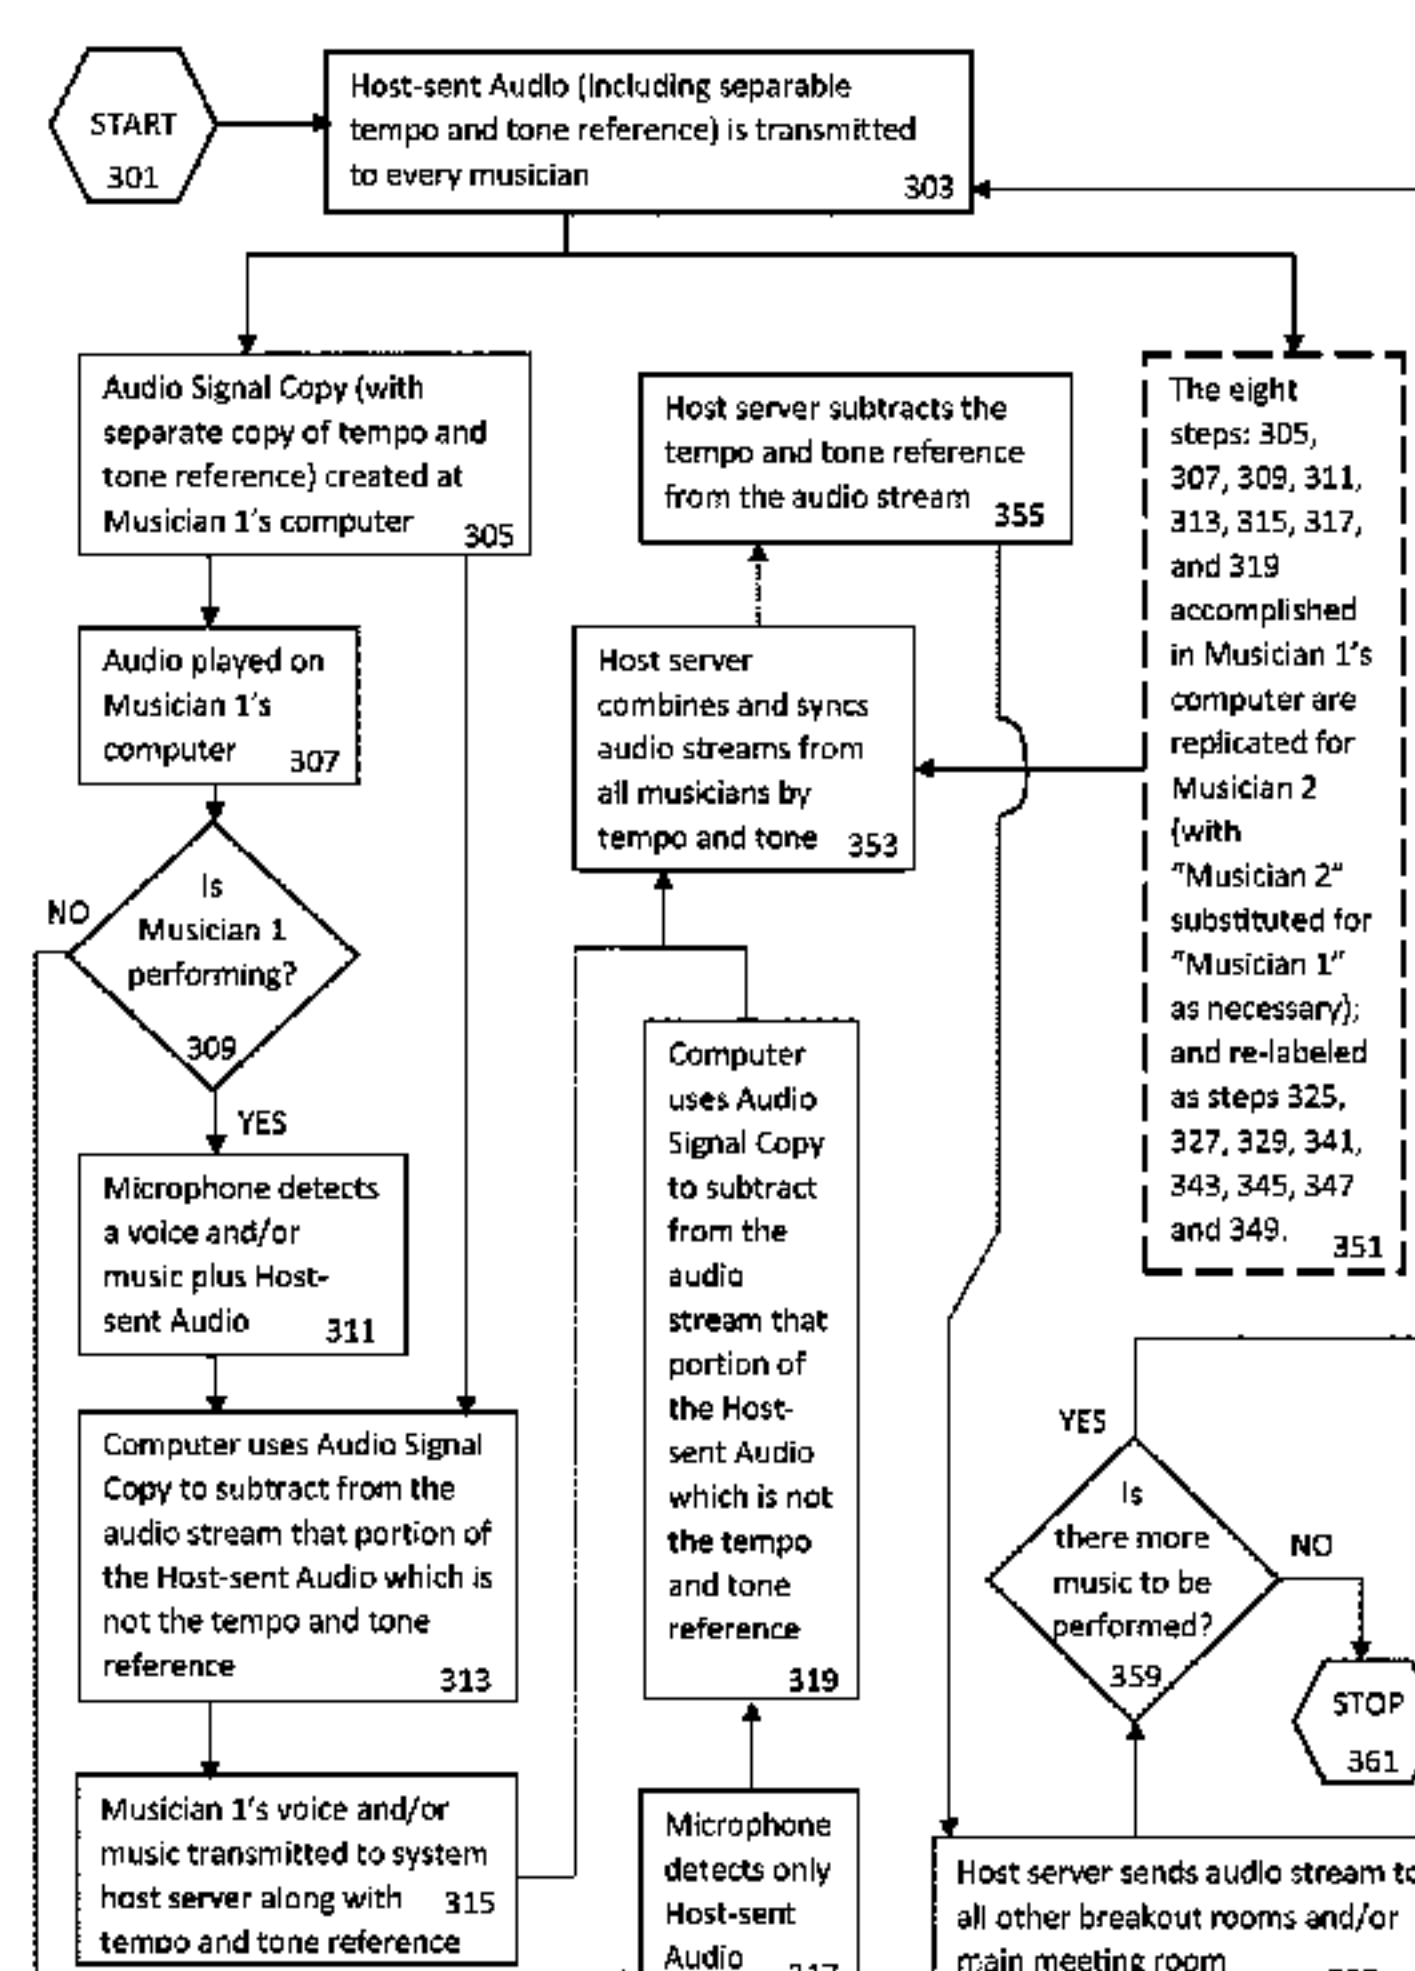 START
301
Host-sent Audio (including separable
tempo and tone reference) is transmitted
to every musician
303
Audio Signal Copy (with
separate copy of tempo and
tone reference) created at
Musician 1's computer
305
Host server subtracts the
tempo and tone reference
from the audio stream
355
The eight
steps: 305,
307, 309, 311,
313, 315, 317,
and 319
accomplished
in Musician 1's
computer are
replicated for
Musician 2
(with
"Musician 2"
substituted for
"Musician 1"
as necessary);
and re-labeled
as steps 325,
327, 329, 341,
343, 345, 347
and 349.
351
Audio played on
Musician 1's
computer
307
Host server
combines and syncs
audio streams from
all musicians by
tempo and tone
353
NO
Is
Musician 1
performing?
309
YES
Microphone detects
a voice and/or
music plus Host-
sent Audio
311
Computer
uses Audio
Signal Copy
to subtract
from the
audio
stream that
portion of
the Host-
sent Audio
which is not
the tempo
and tone
reference
319
Computer uses Audio Signal
Copy to subtract from the
audio stream that portion of
the Host-sent Audio which is
not the tempo and tone
reference
313
YES
Is
there more
music to be
performed?
359
NO
STOP
361
Musician 1's voice and/or
music transmitted to system
host server along with
tempo and tone reference
315
Microphone
detects only
Host-sent
Audio
Host server sends audio stream to
all other breakout rooms and/or
main meeting room